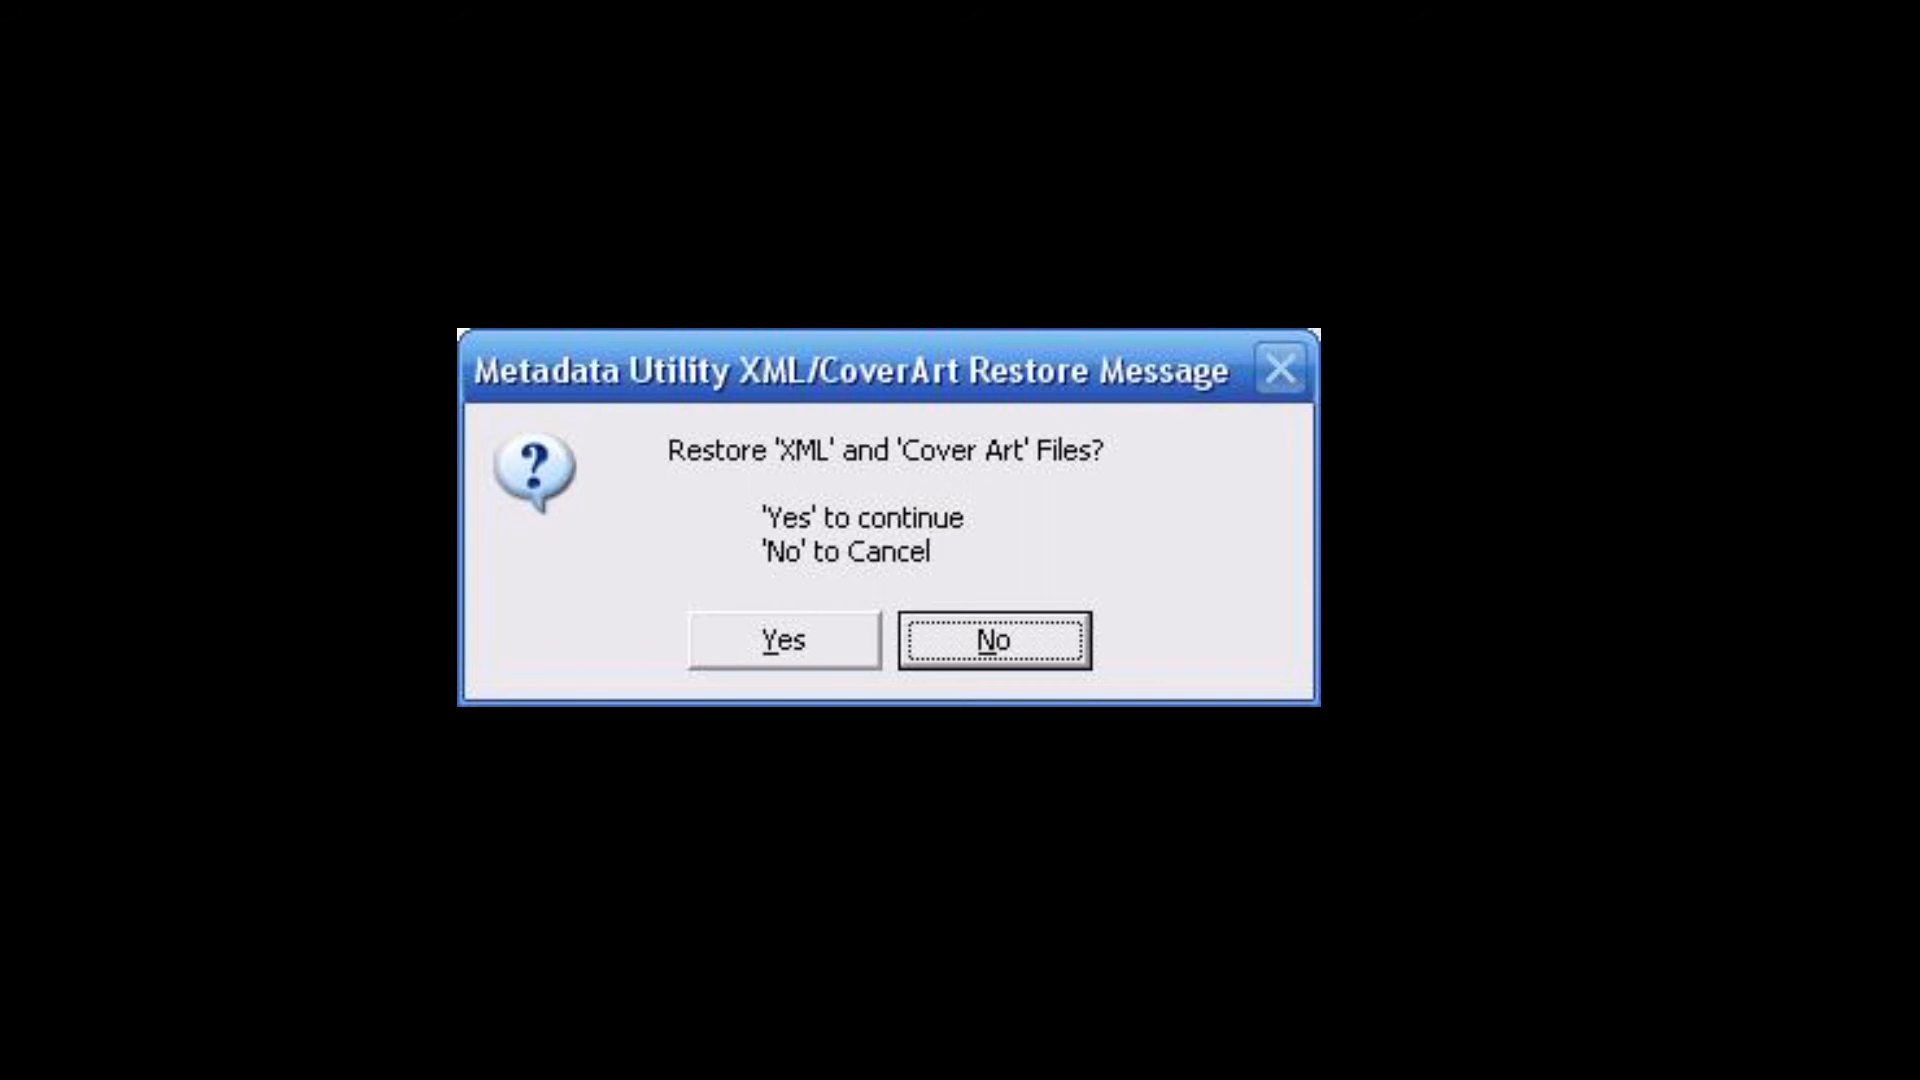 Metadata Utility XML/CoverArt Restore Message
Restore 'XML' and 'Cover Art' Files?
'Yes' to continue
'No' to Cancel
Yes
No